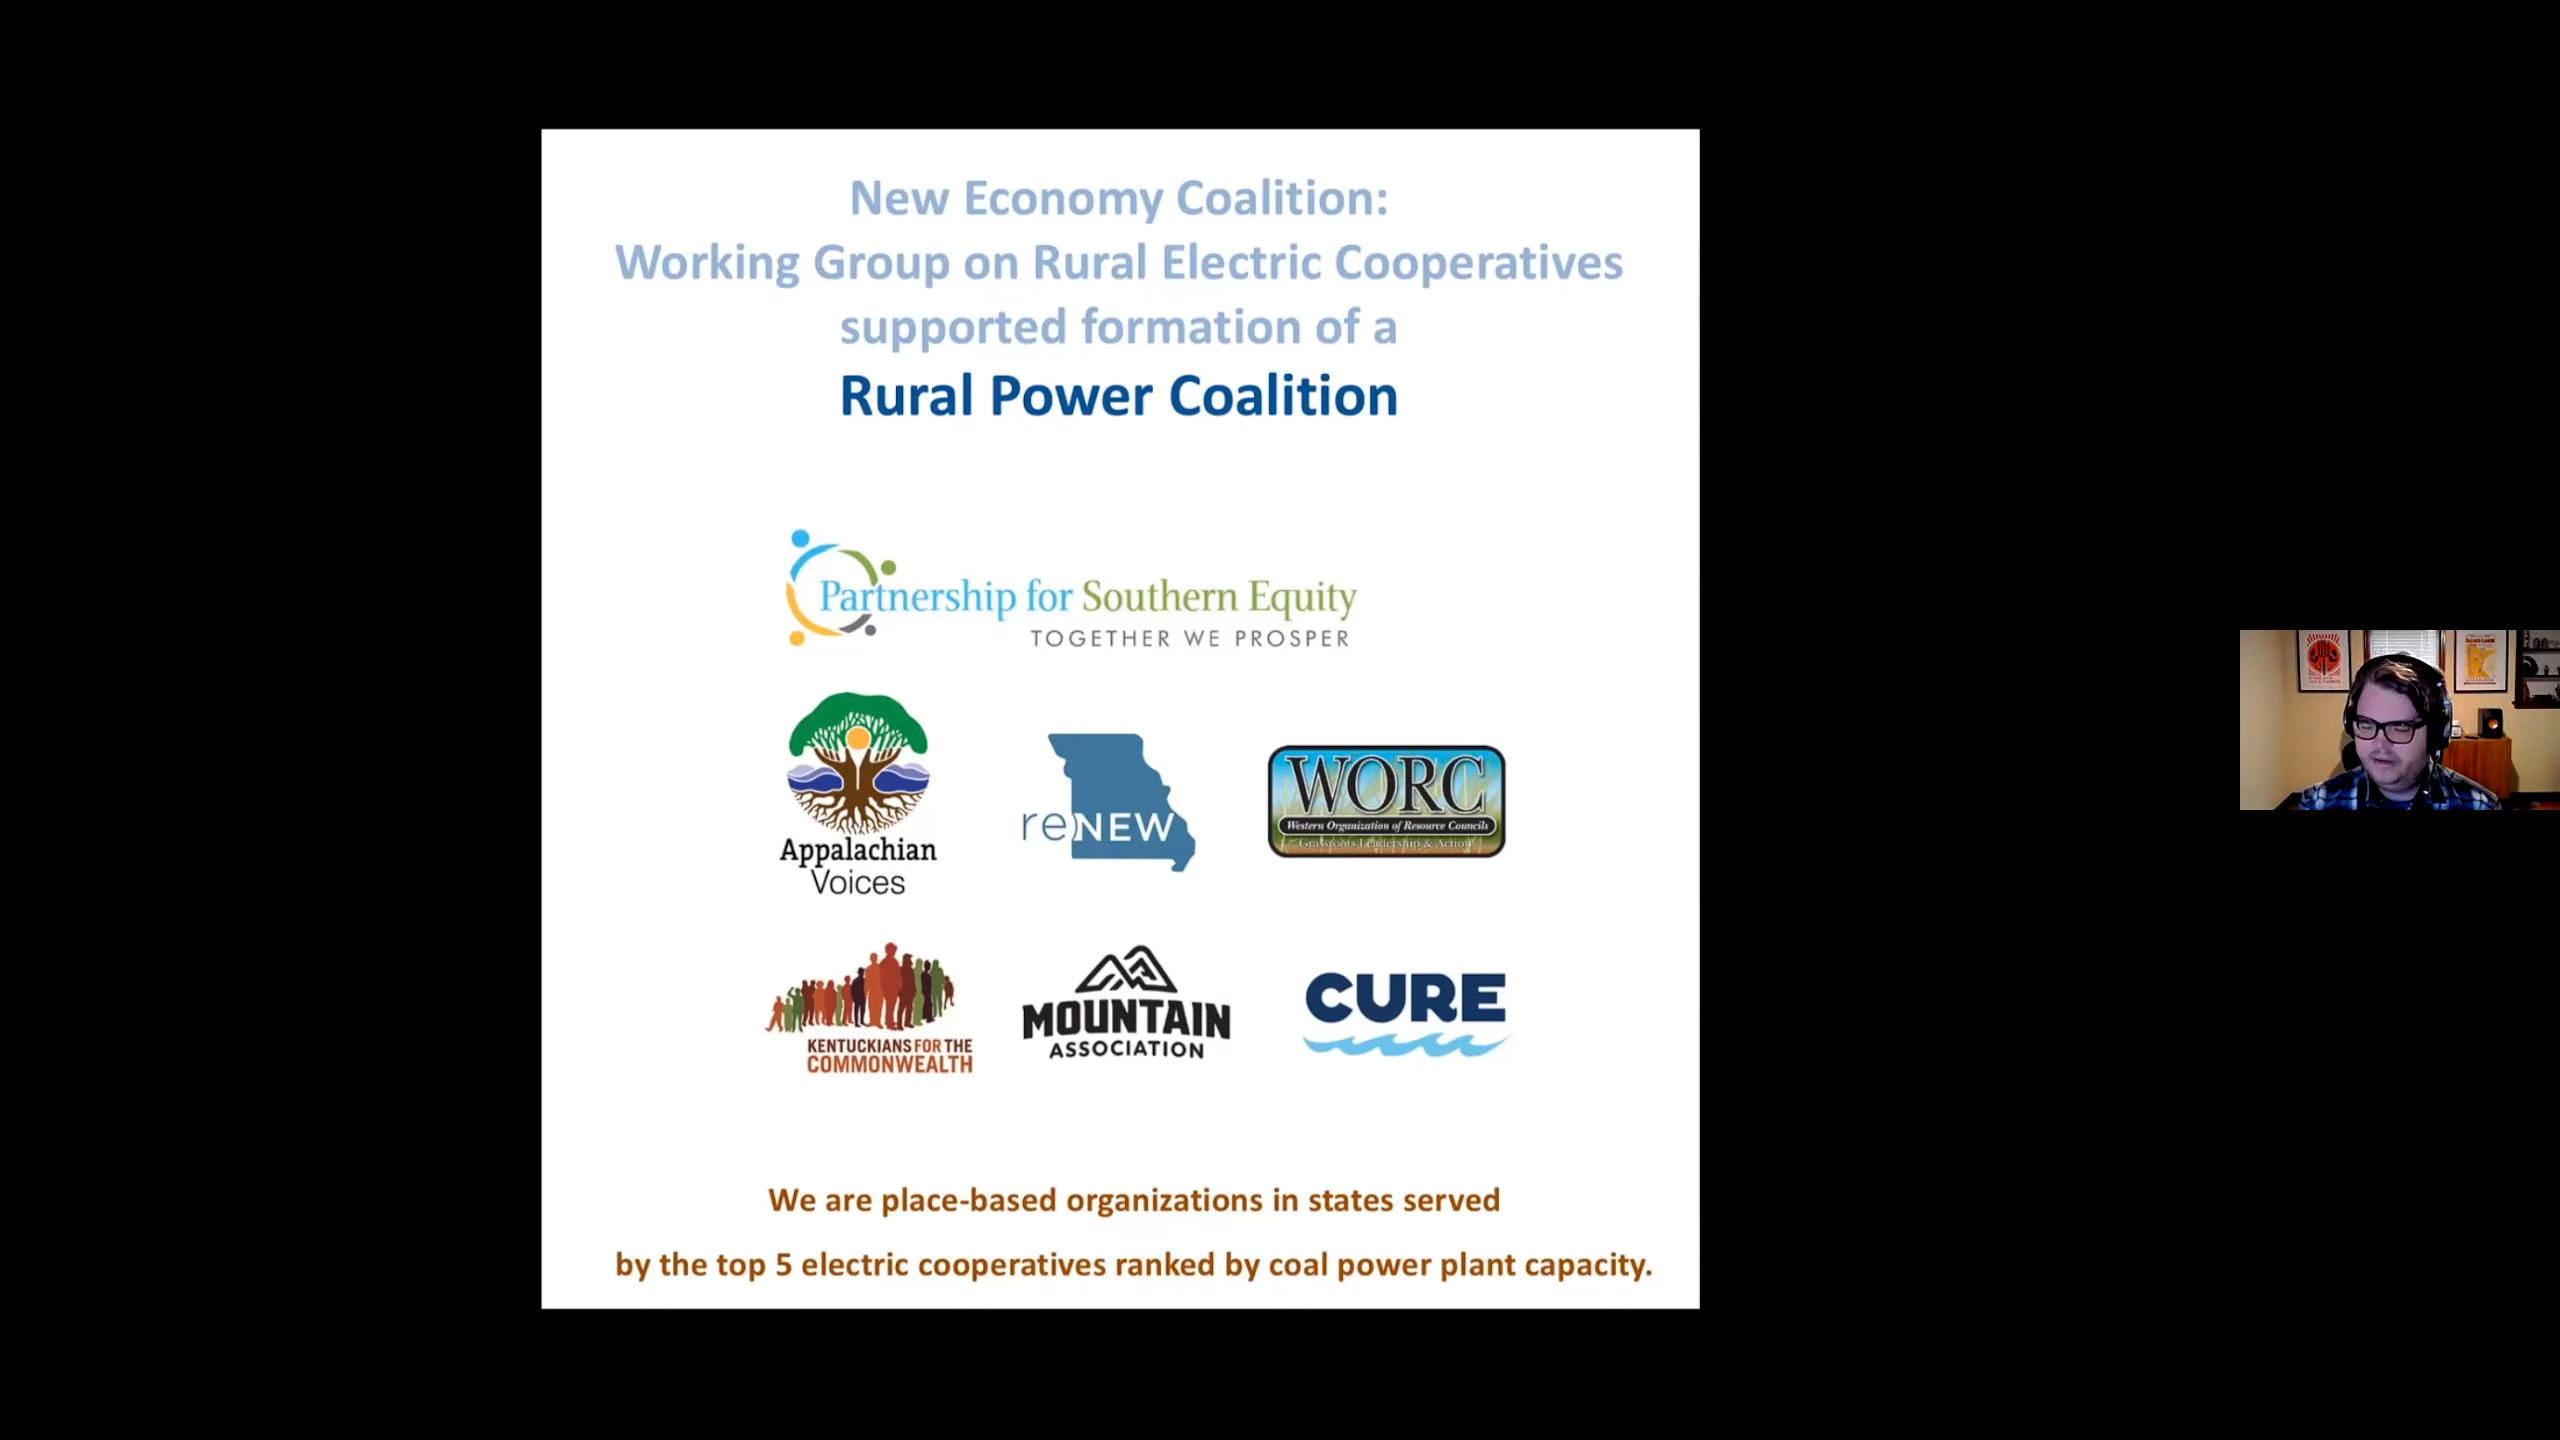 New Economy Coalition:
Working Group on Rural Electric Cooperatives
supported formation of a
Rural Power Coalition
Partnership for Southern Equity
TOGETHER WE PROSPER
Appalachian
Voices
reNEW
WORC
Western Organization of Resource Councils
Grassroots Leadership & Action
KENTUCKIANS FOR THE
COMMONWEALTH
MOUNTAIN
ASSOCIATION
CURE
We are place-based organizations in states served
by the top 5 electric cooperatives ranked by coal power plant capacity.